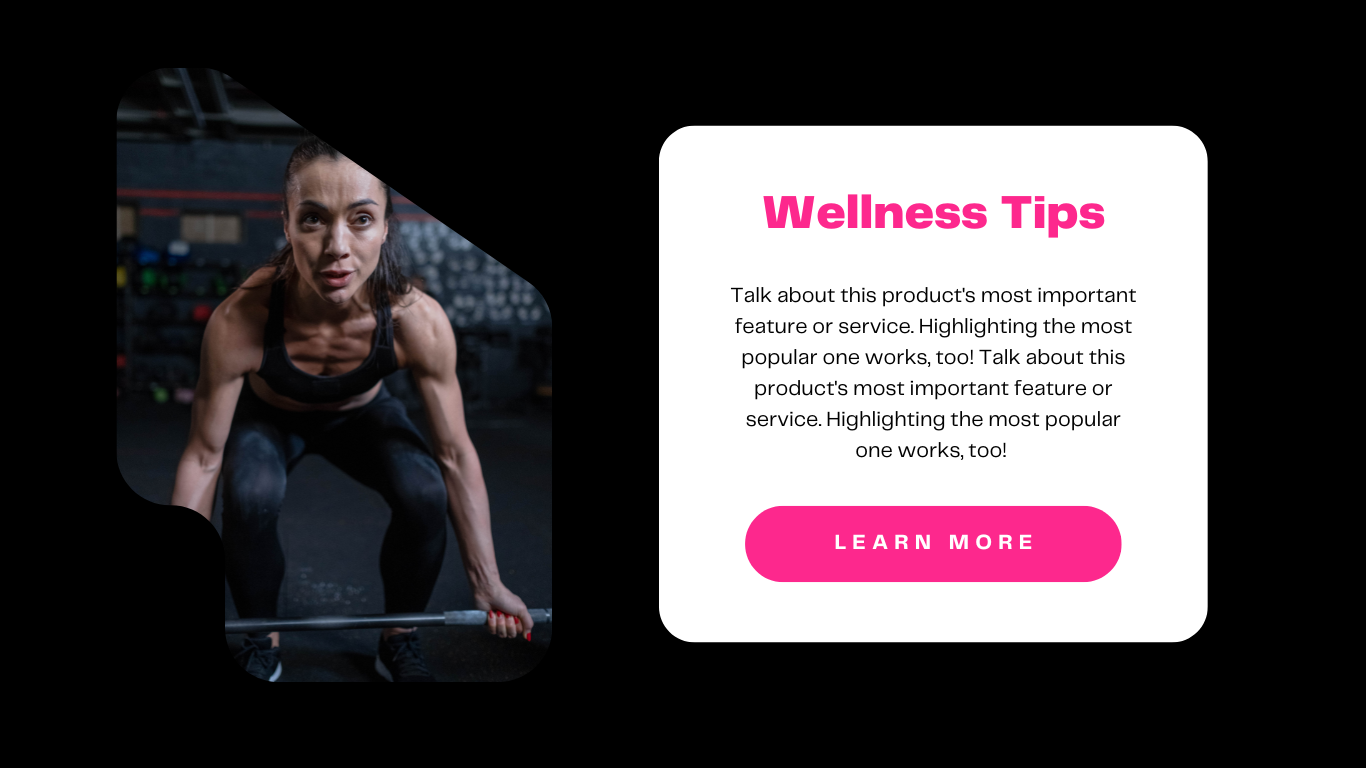 Wellness Tips
Talk about this product's most important
feature or service. Highlighting the most
popular one works, too! Talk about this
product's most important feature or
service. Highlighting the most popular
one works, too!
LEARN MORE